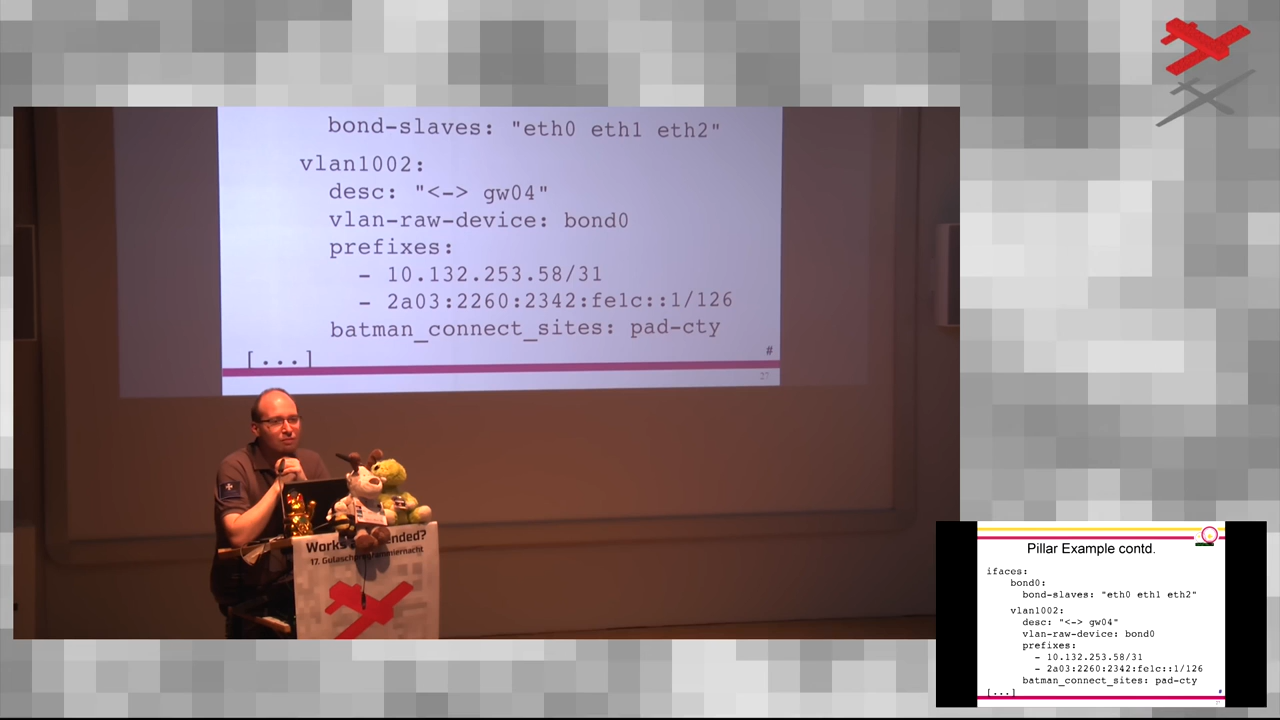 bond-slaves: "eth0 eth1 eth2"
vlan1002:
desc: "<-> gw04"
vlan-raw-device: bond0
prefixes:
- 10.132.253.58/31
- 2a03:2260:2342:fe1c::1/126
batman_connect_sites: pad-cty
[...]
#
27
Works ended?
17. Gulaschprogrammiernacht
Pillar Example contd.
ifaces:
bond0:
bond-slaves: "eth0 eth1 eth2"
vlan1002:
desc: "<-> gw04"
vlan-raw-device: bond0
prefixes:
- 10.132.253.58/31
- 2a03:2260:2342:fe1c::1/126
batman_connect_sites: pad-cty
[...]
#